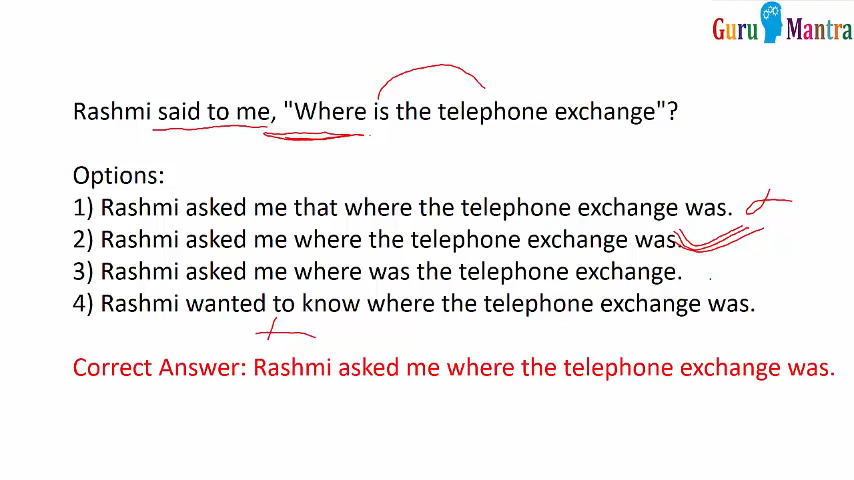 Guru Mantra
Rashmi said to me, "Where is the telephone exchange"?
Options:
1) Rashmi asked me that where the telephone exchange was.
2) Rashmi asked me where the telephone exchange was.
3) Rashmi asked me where was the telephone exchange.
4) Rashmi wanted to know where the telephone exchange was.
Correct Answer: Rashmi asked me where the telephone exchange was.